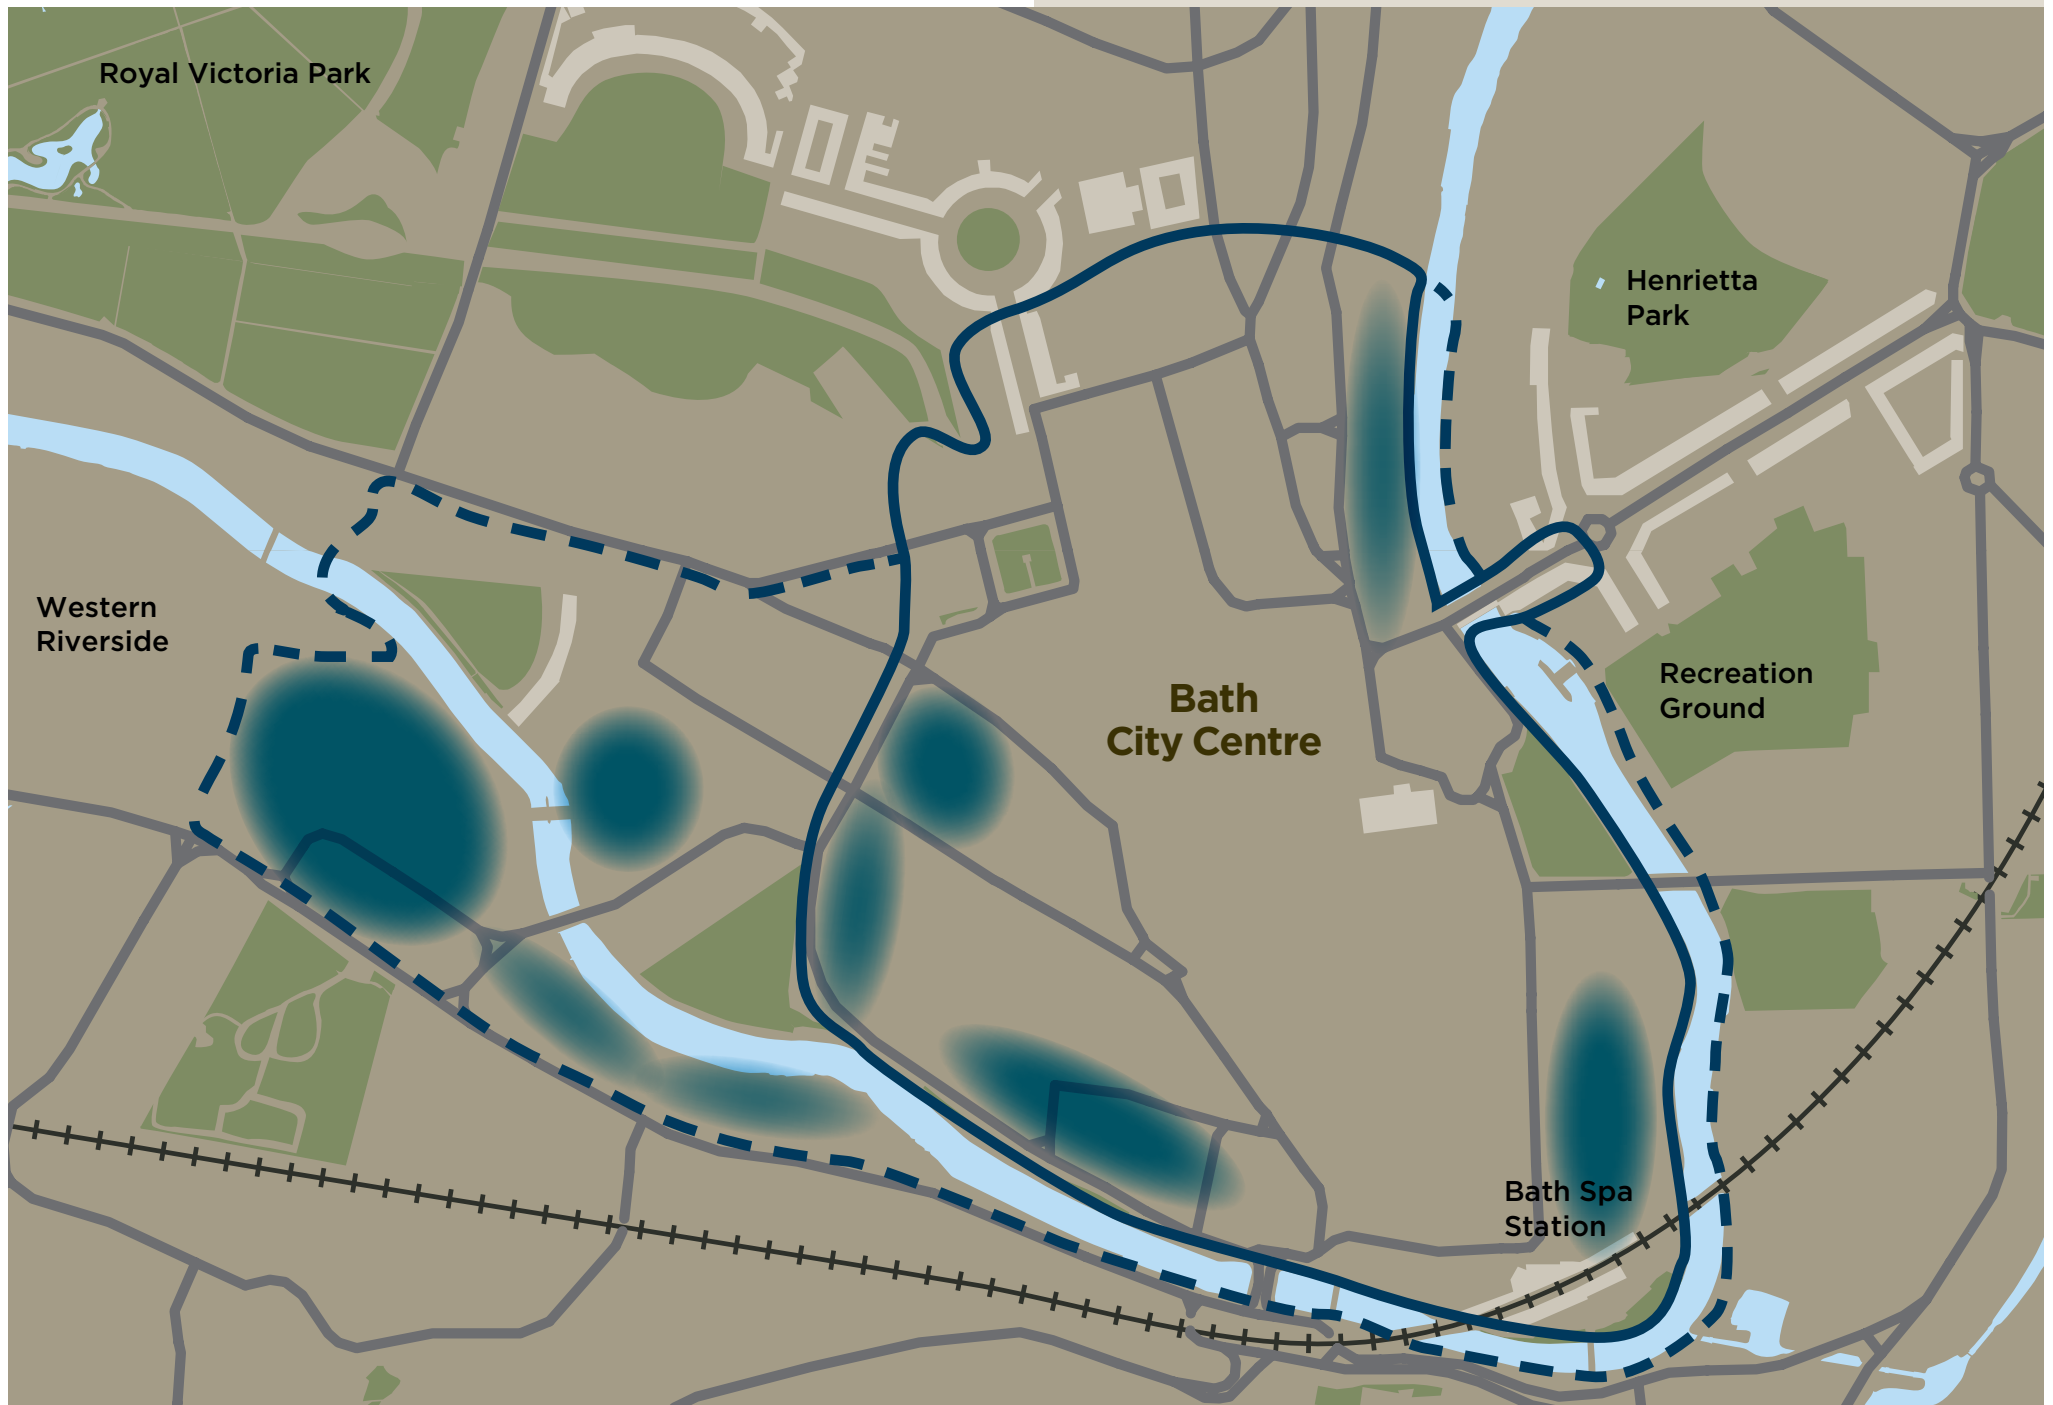 Royal Victoria Park
Henrietta
Park
Western
Riverside
Recreation
Ground
Bath
City Centre
Bath Spa
Station